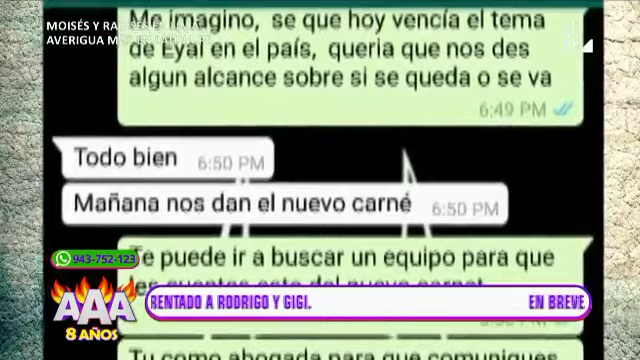 MOISÉS Y RA
AVERIGUA M
Me imagino, se que hoy vencía el tema
de Eyal en el país, queria que nos des
algun alcance sobre si se queda o se va
6:49 PM
Todo bien 6:50 PM
Mañana nos dan el nuevo carné 6:50 PM
943-752-123
Te puede ir a buscar un equipo para que
AAA
8 AÑOS
RENTADO A RODRIGO Y GIGI. EN BREVE
Tu como abogada para que comuniques